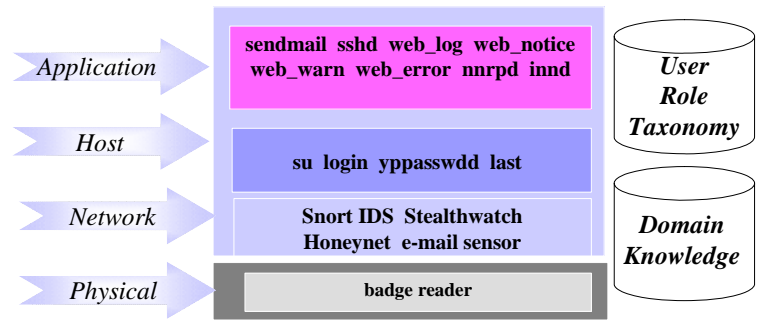 Application
sendmail sshd web_log web_notice
web_warn web_error nnrpd innd
User
Role
Taxonomy
Host
su login yppasswdd last
Network
Snort IDS Stealthwatch
Honeynet e-mail sensor
Domain
Knowledge
Physical
badge reader